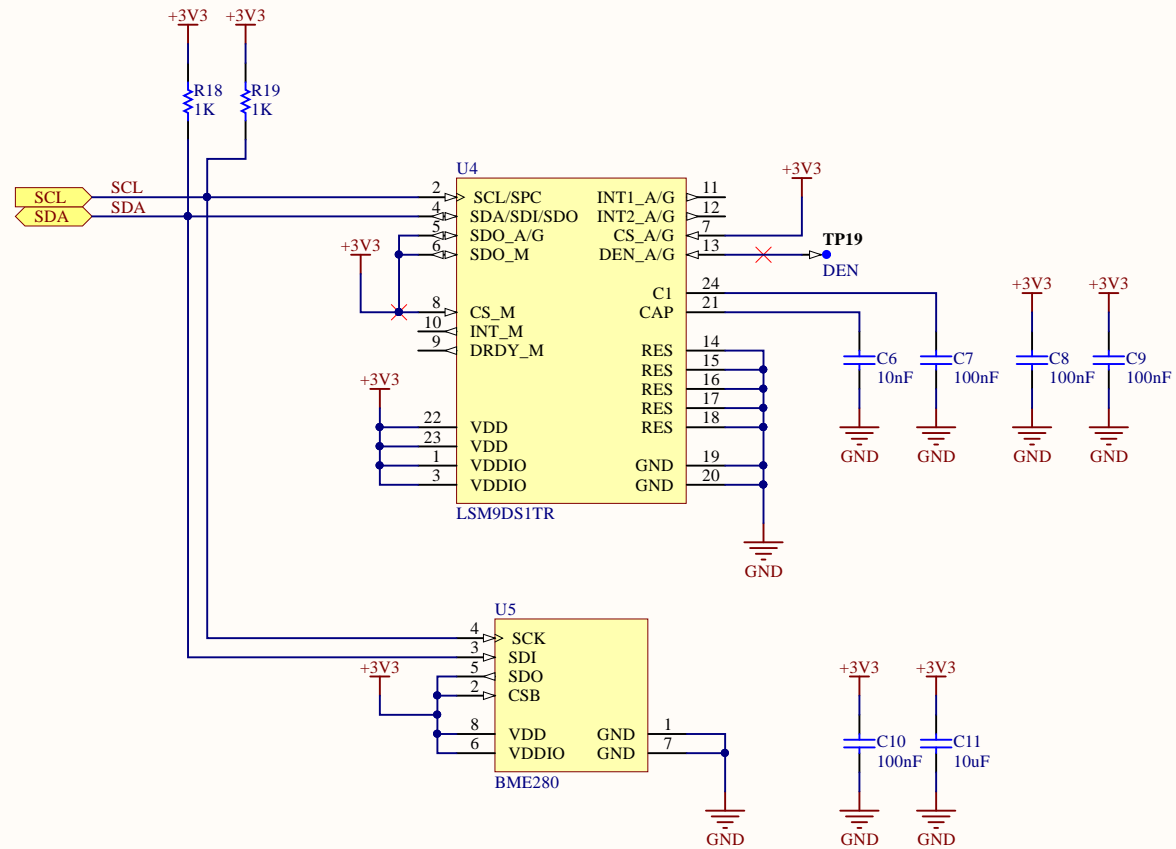 +3V3
+3V3
R18
1K
R19
1K
SCL
SCL
SDA
SDA
U4
2
SCL/SPC
4
SDA/SDI/SDO
5
SDO_A/G
6
SDO_M
+3V3
8
CS_M
10
INT_M
9
DRDY_M
+3V3
22
VDD
23
VDD
1
VDDIO
3
VDDIO
INT1_A/G
11
INT2_A/G
12
CS_A/G
7
DEN_A/G
13
C1
24
CAP
21
RES
14
RES
15
RES
16
RES
17
RES
18
GND
19
GND
20
LSM9DS1TR
+3V3
TP19
DEN
GND
C6
10nF
GND
C7
100nF
GND
+3V3
C8
100nF
GND
+3V3
C9
100nF
GND
U5
4
SCK
3
SDI
5
SDO
2
CSB
+3V3
8
VDD
6
VDDIO
GND
1
GND
7
BME280
GND
+3V3
C10
100nF
GND
+3V3
C11
10uF
GND